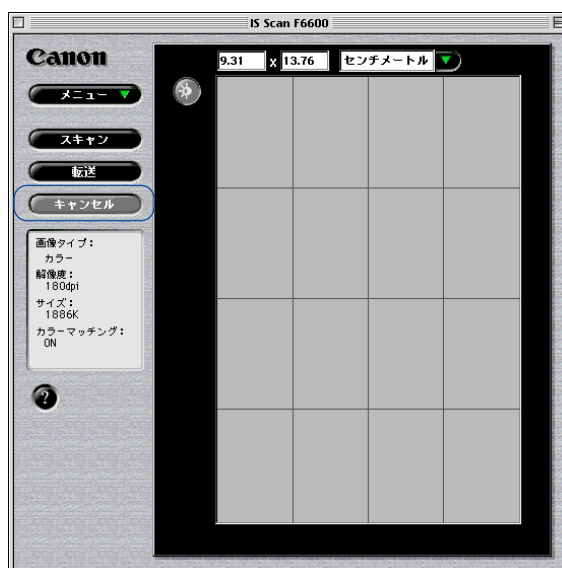 IS Scan F6600
Canon
9.31 x 13.76 センチメートル
メニュー
スキャン
転送
キャンセル
画像タイプ：
カラー
解像度：
180dpi
サイズ：
1886K
カラーマッチング：
ON
?